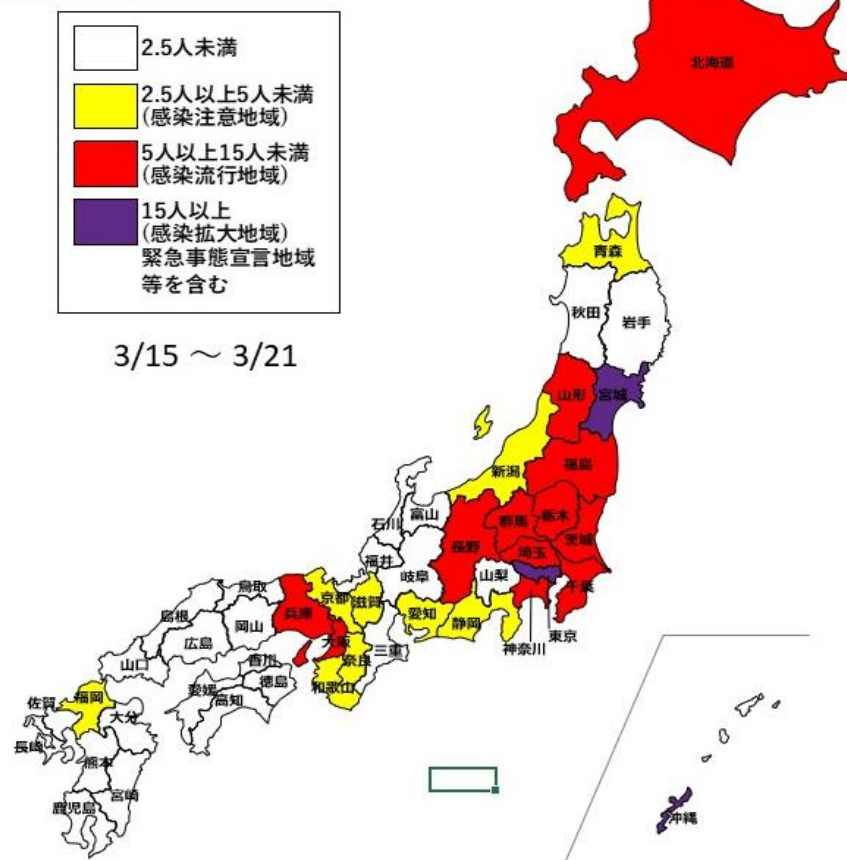 2.5人未満
2.5人以上5人未満
(感染注意地域)
5人以上15人未満
(感染流行地域)
15人以上
(感染拡大地域)
緊急事態宣言地域
等を含む
3/15 ～ 3/21
北海道
青森
秋田
岩手
山形
宮城
新潟
福島
富山
石川
群馬
栃木
茨城
長野
埼玉
福井
岐阜
山梨
千葉
東京
神奈川
鳥取
京都
滋賀
兵庫
愛知
静岡
島根
岡山
大阪
広島
奈良
三重
山口
香川
徳島
和歌山
愛媛
高知
福岡
佐賀
大分
長崎
熊本
宮崎
鹿児島
沖縄